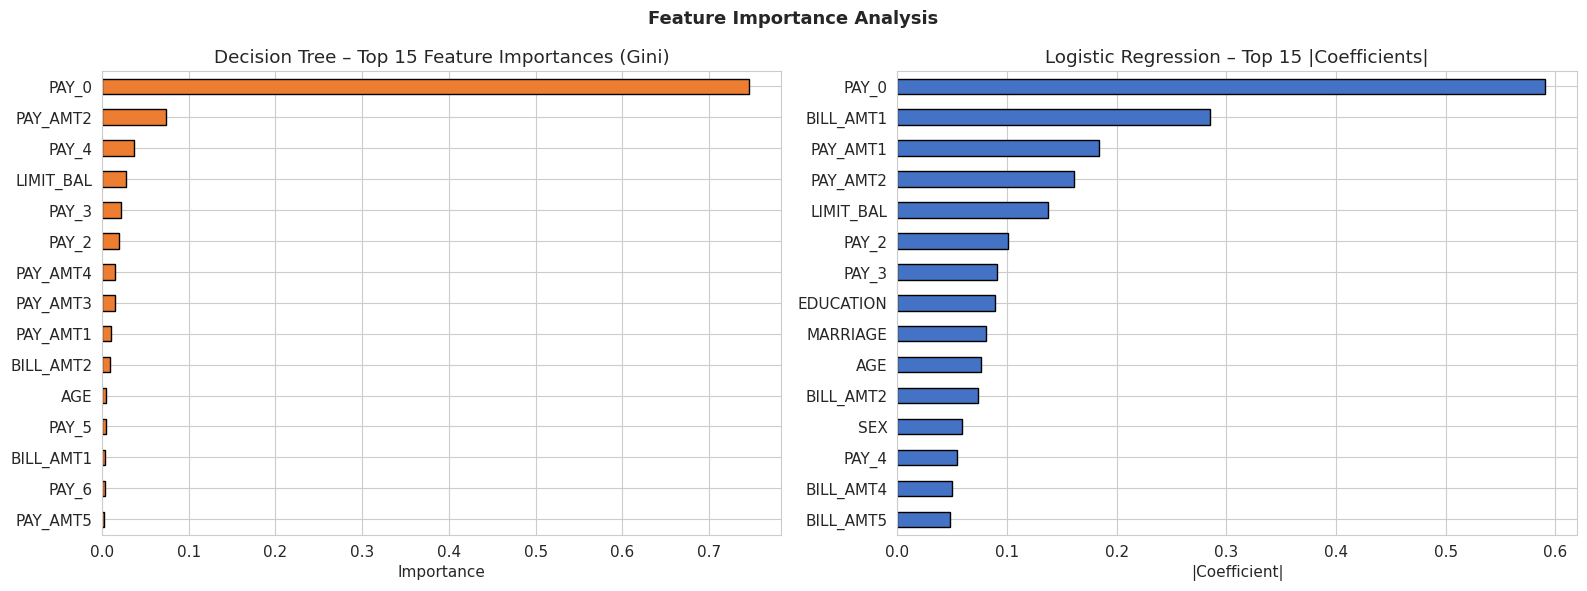 Feature Importance Analysis
Decision Tree – Top 15 Feature Importances (Gini)
PAY_0
PAY_AMT2
PAY_4
LIMIT_BAL
PAY_3
PAY_2
PAY_AMT4
PAY_AMT3
PAY_AMT1
BILL_AMT2
AGE
PAY_5
BILL_AMT1
PAY_6
PAY_AMT5
0.0 0.1 0.2 0.3 0.4 0.5 0.6 0.7
Importance
Logistic Regression – Top 15 |Coefficients|
PAY_0
BILL_AMT1
PAY_AMT1
PAY_AMT2
LIMIT_BAL
PAY_2
PAY_3
EDUCATION
MARRIAGE
AGE
BILL_AMT2
SEX
PAY_4
BILL_AMT4
BILL_AMT5
0.0 0.1 0.2 0.3 0.4 0.5 0.6
|Coefficient|